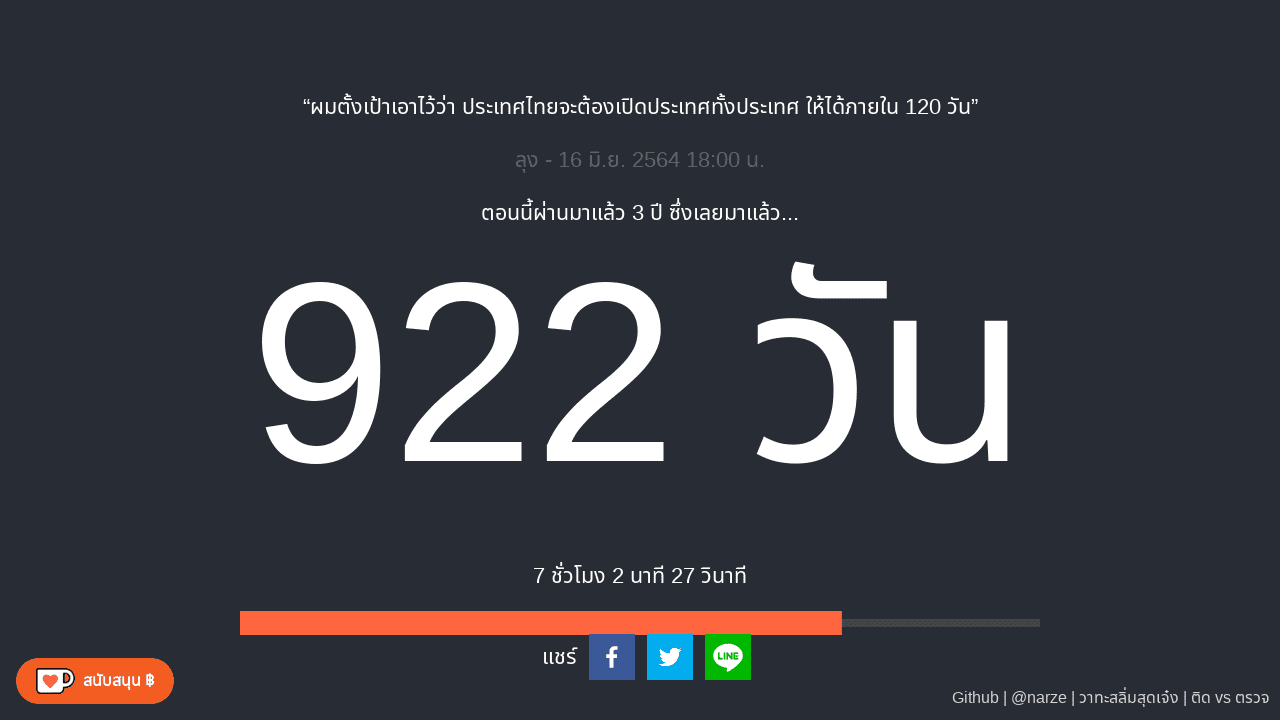 “ผมตั้งเป้าเอาไว้ว่า ประเทศไทยจะต้องเปิดประเทศทั้งประเทศ ให้ได้ภายใน 120 วัน”
ลุง - 16 มิ.ย. 2564 18:00 น.
ตอนนี้ผ่านมาแล้ว 3 ปี ซึ่งเลยมาแล้ว...
922 วัน
7 ชั่วโมง 2 นาที 27 วินาที
แชร์
LINE
สนับสนุน ฿
Github | @narze | วาทะสลิ่มสุดเจ๋ง | ติด vs ตรวจ